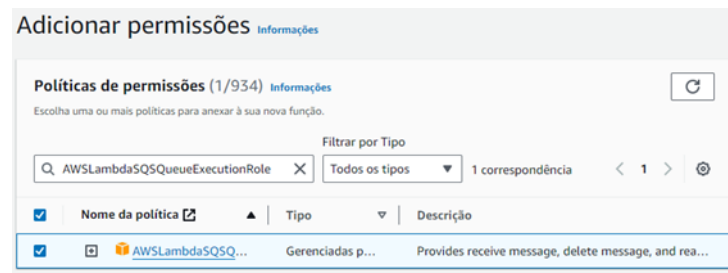 Adicionar permissões Informações
Políticas de permissões (1/934) Informações
Escolha uma ou mais políticas para anexar à sua nova função.
Filtrar por Tipo
AWSLambdaSQSQueueExecutionRole Todos os tipos 1 correspondência 1
Nome da política Tipo Descrição
AWSLambdaSQSQ... Gerenciadas p... Provides receive message, delete message, and rea...